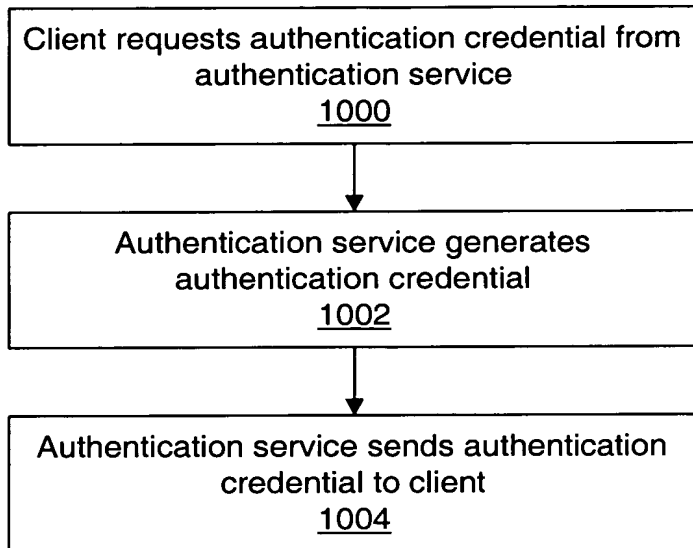 Client requests authentication credential from
authentication service
1000
Authentication service generates
authentication credential
1002
Authentication service sends authentication
credential to client
1004